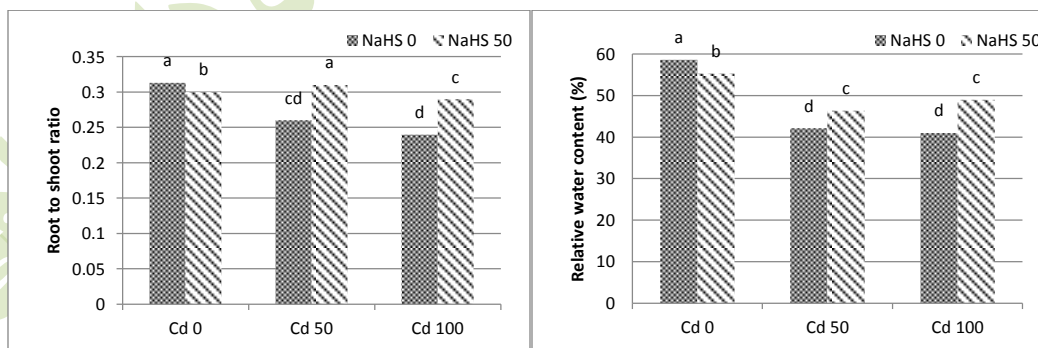 NaHS 0 NaHS 50
Root to shoot ratio
0.35
0.3
0.25
0.2
0.15
0.1
0.05
0
a
b
cd
a
d
c
Cd 0 Cd 50 Cd 100
NaHS 0 NaHS 50
Relative water content (%)
60
50
40
30
20
10
0
a
b
d
c
d
c
Cd 0 Cd 50 Cd 100